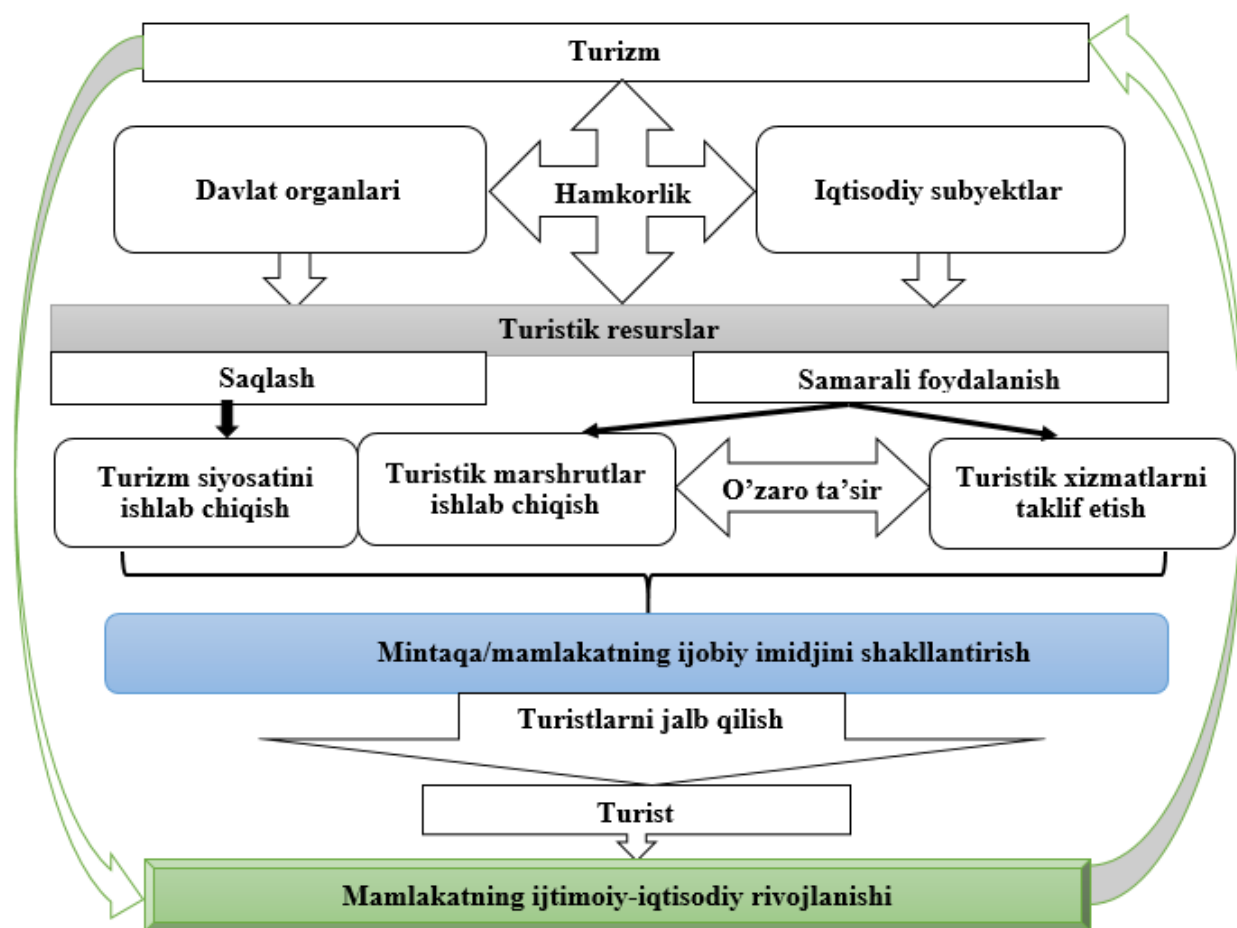 Turizm
Davlat organlari
Hamkorlik
Iqtisodiy subyektlar
Turistik resurslar
Saqlash
Samarali foydalanish
Turizm siyosatini
ishlab chiqish
Turistik marshrutlar
ishlab chiqish
O’zaro ta’sir
Turistik xizmatlarni
taklif etish
Mintaqa/mamlakatning ijobiy imidjini shakllantirish
Turistlarni jalb qilish
Turist
Mamlakatning ijtimoiy-iqtisodiy rivojlanishi